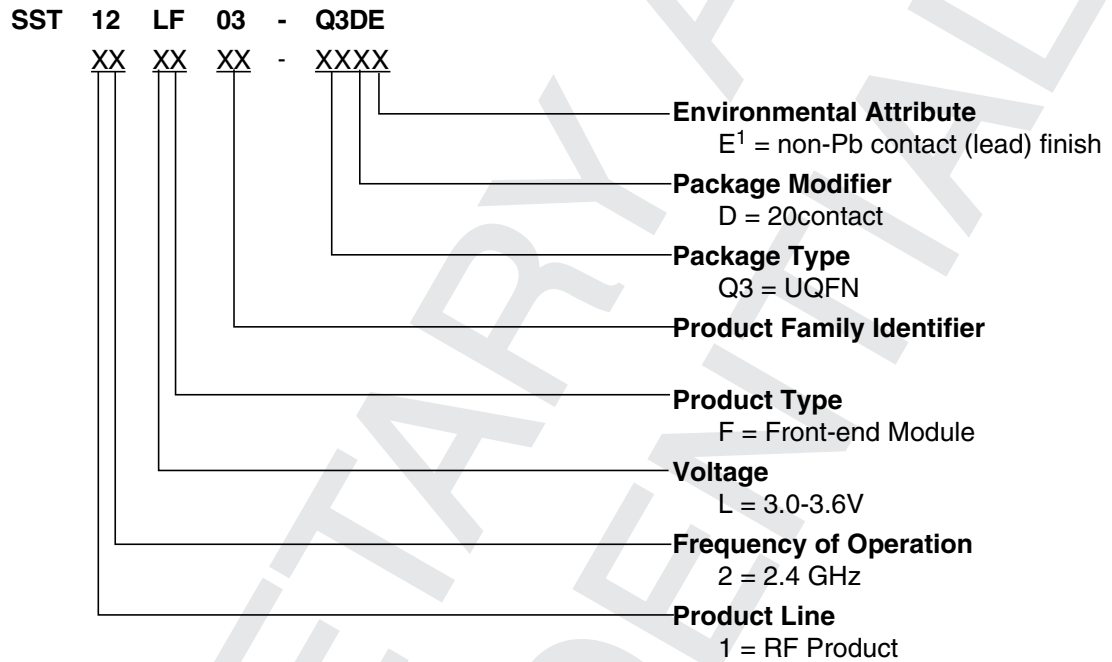 SST 12 LF 03 - Q3DE
XX XX XX - XXXX
Environmental Attribute
E1 = non-Pb contact (lead) finish
Package Modifier
D = 20contact
Package Type
Q3 = UQFN
Product Family Identifier
Product Type
F = Front-end Module
Voltage
L = 3.0-3.6V
Frequency of Operation
2 = 2.4 GHz
Product Line
1 = RF Product